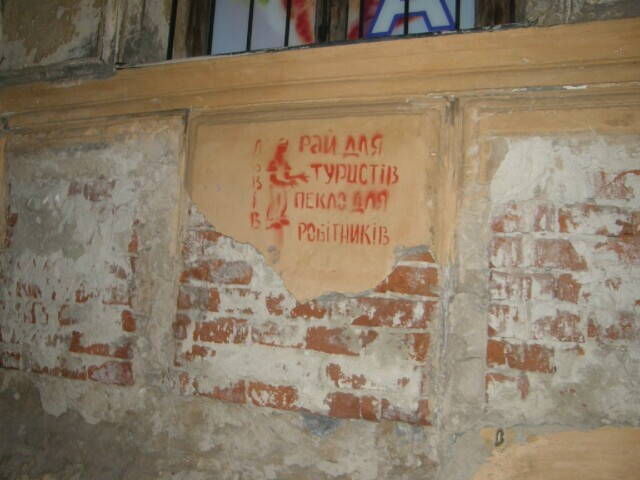 ЛЬВІВ
РАЙ ДЛЯ
ТУРИСТІВ
ПЕКЛО ДЛЯ
РОБІТНИКІВ
А